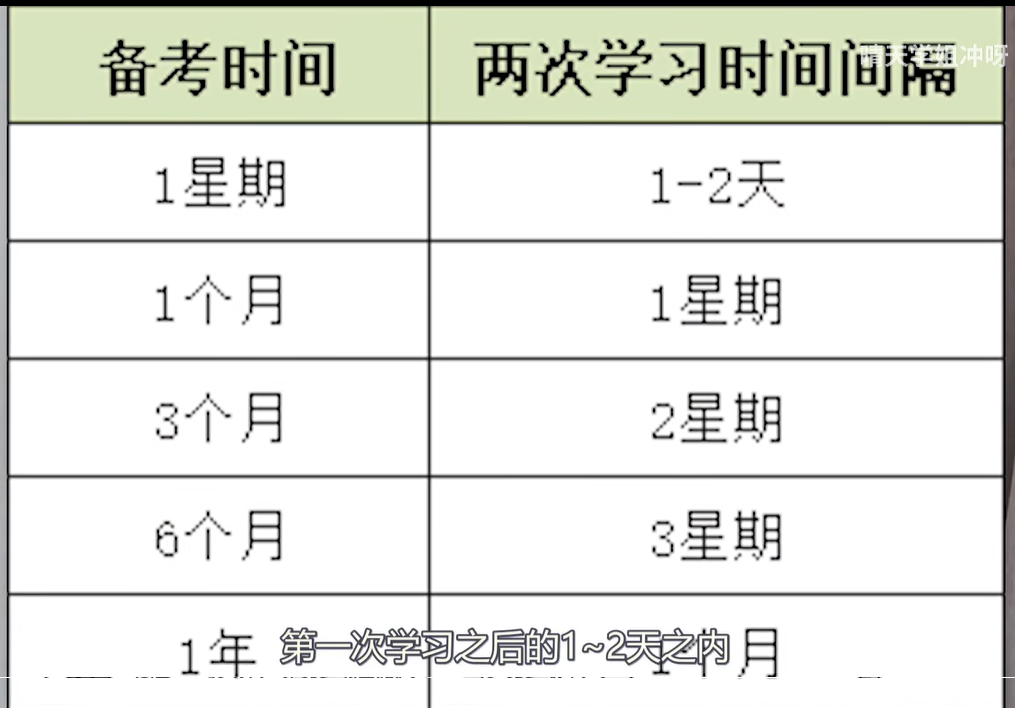 备考时间 两次学习时间间隔
晴天学姐冲呀
1星期 1-2天
1个月 1星期
3个月 2星期
6个月 3星期
1年 1个月
第一次学习之后的1~2天之内